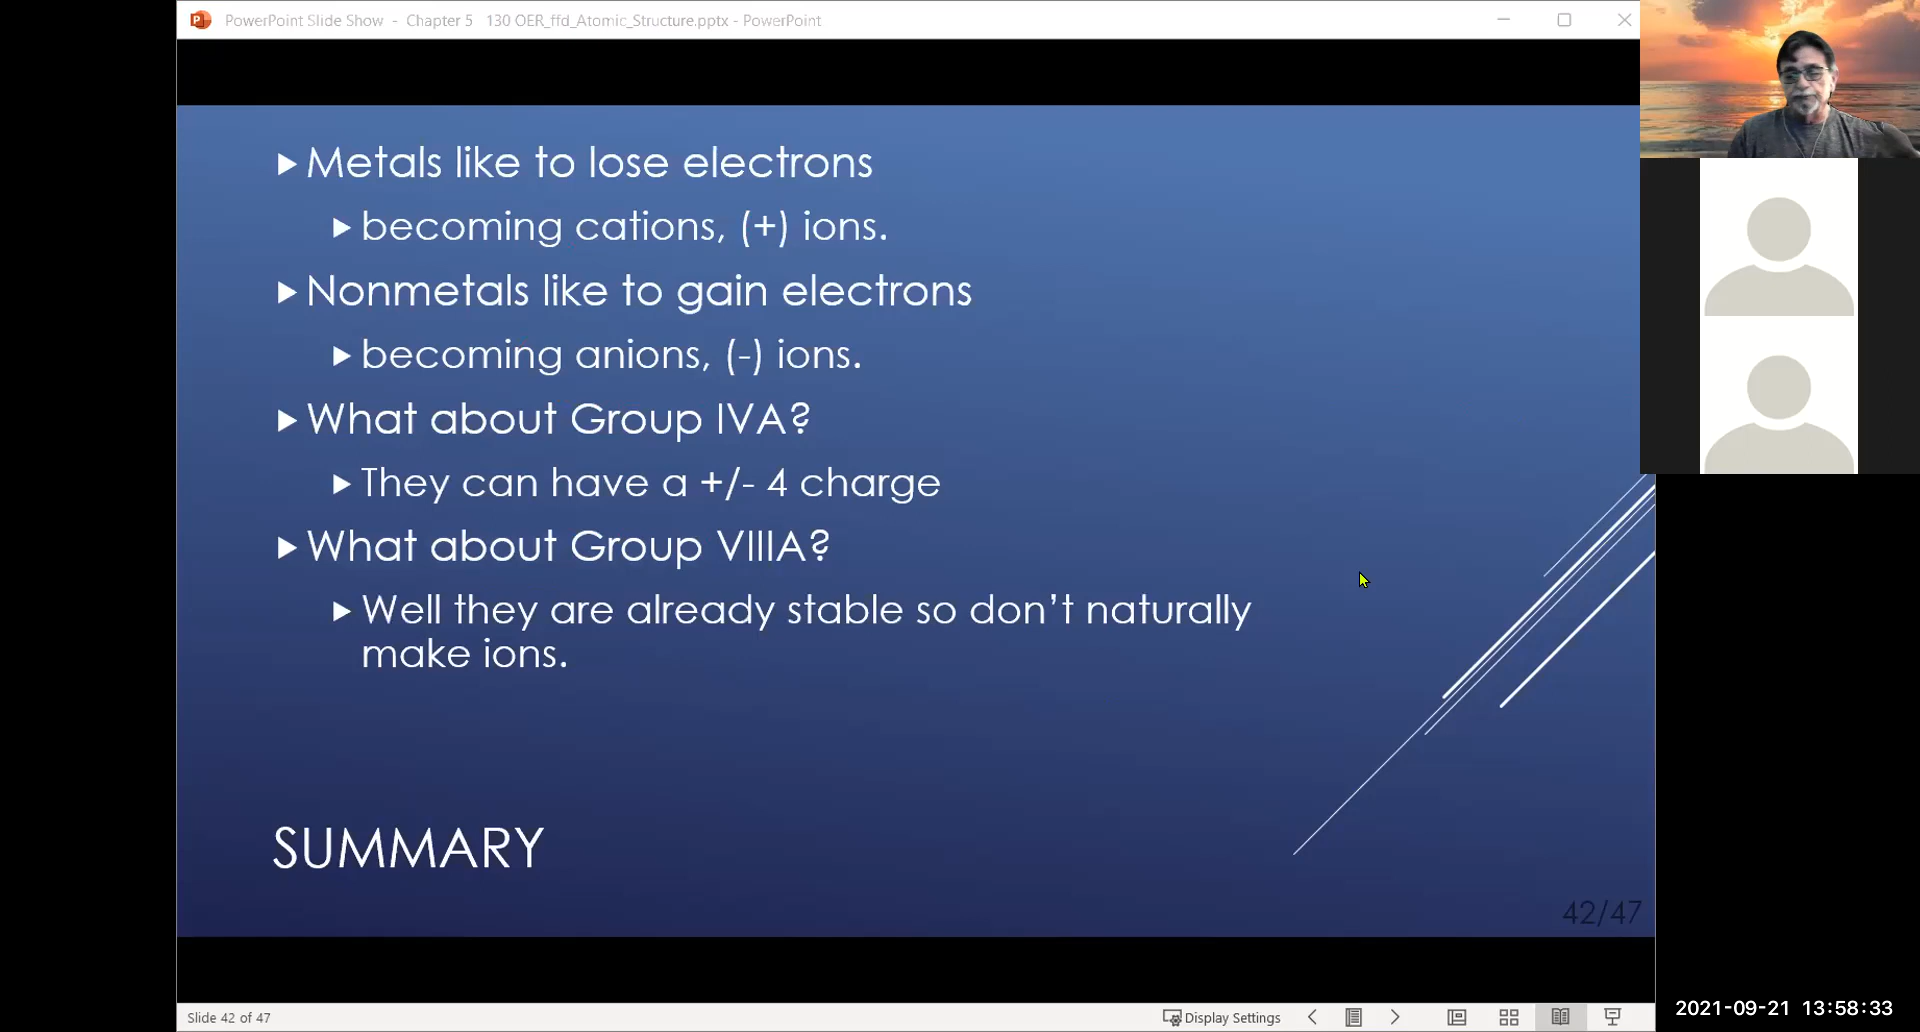 PowerPoint Slide Show - Chapter 5 130 OER_ffd_Atomic_Structure.pptx - PowerPoint
Metals like to lose electrons
becoming cations, (+) ions.
Nonmetals like to gain electrons
becoming anions, (-) ions.
What about Group IVA?
They can have a +/- 4 charge
What about Group VIIIA?
Well they are already stable so don’t naturally
make ions.
SUMMARY
42/47
Slide 42 of 47
Display Settings
2021-09-21 13:58:33